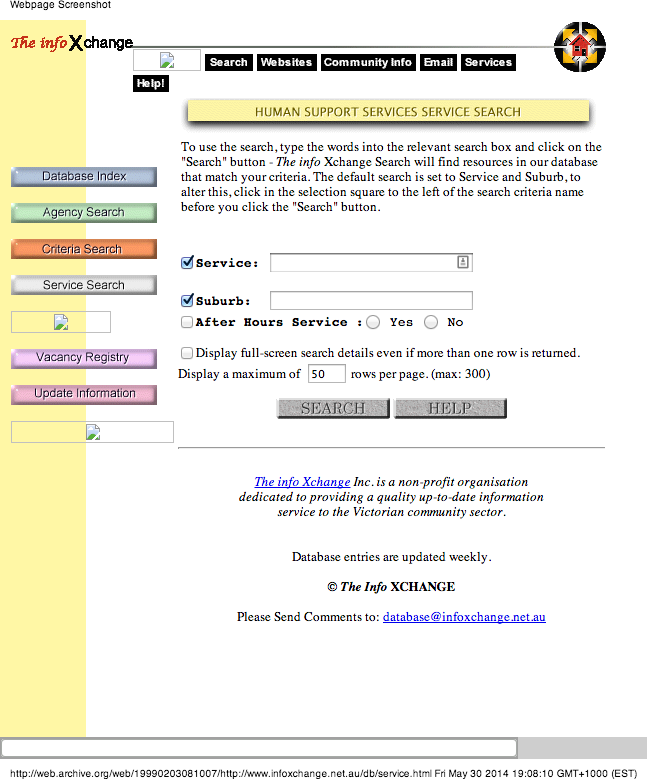 Webpage Screenshot
The info Xchange
Search Websites Community Info Email Services
Help!
HUMAN SUPPORT SERVICES SERVICE SEARCH
To use the search, type the words into the relevant search box and click on the
"Search" button - The info Xchange Search will find resources in our database
that match your criteria. The default search is set to Service and Suburb, to
alter this, click in the selection square to the left of the search criteria name
before you click the "Search" button.
Database Index
Agency Search
Criteria Search
Service Search
Vacancy Registry
Update Information
Service:
Suburb:
After Hours Service : Yes No
Display full-screen search details even if more than one row is returned.
Display a maximum of 50 rows per page. (max: 300)
SEARCH HELP
The info Xchange Inc. is a non-profit organisation
dedicated to providing a quality up-to-date information
service to the Victorian community sector.
Database entries are updated weekly.
© The Info XCHANGE
Please Send Comments to: database@infoxchange.net.au
http://web.archive.org/web/19990203081007/http://www.infoxchange.net.au/db/service.html Fri May 30 2014 19:08:10 GMT+1000 (EST)